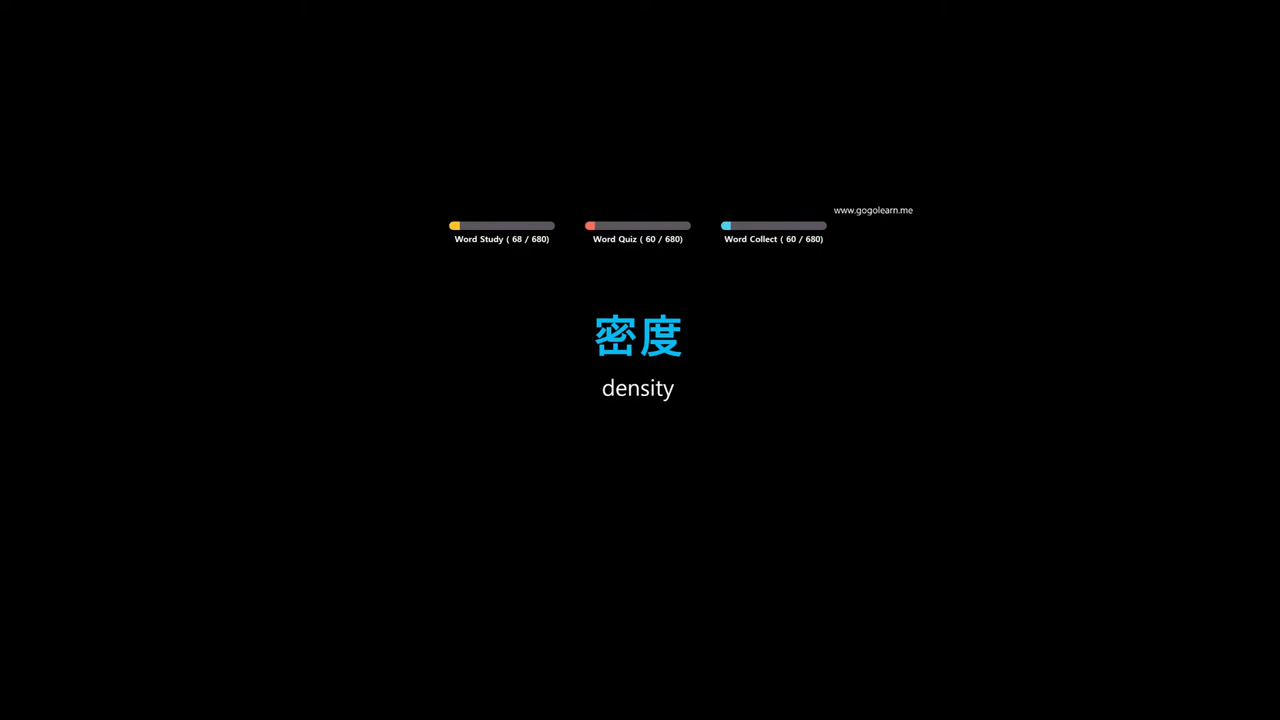 www.gogolearn.me
Word Study ( 68 / 680)
Word Quiz ( 60 / 680)
Word Collect ( 60 / 680)
密度
density